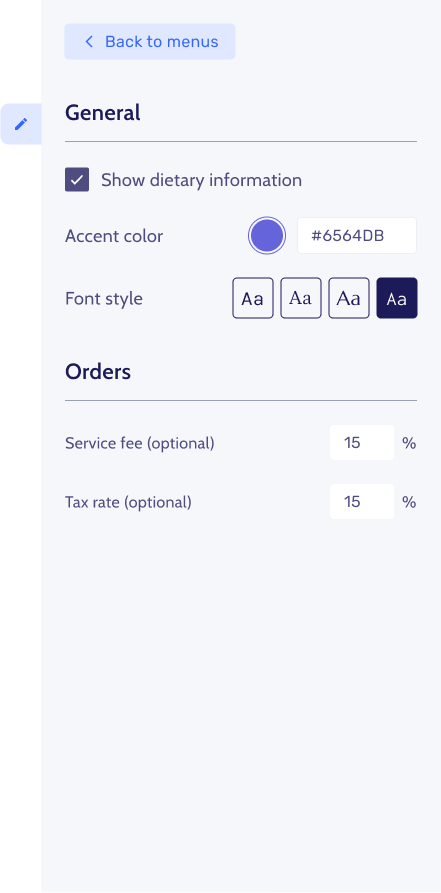 Back to menus
General
Show dietary information
Accent color #6564DB
Font style Aa Aa Aa Aa
Orders
Service fee (optional) 15 %
Tax rate (optional) 15 %